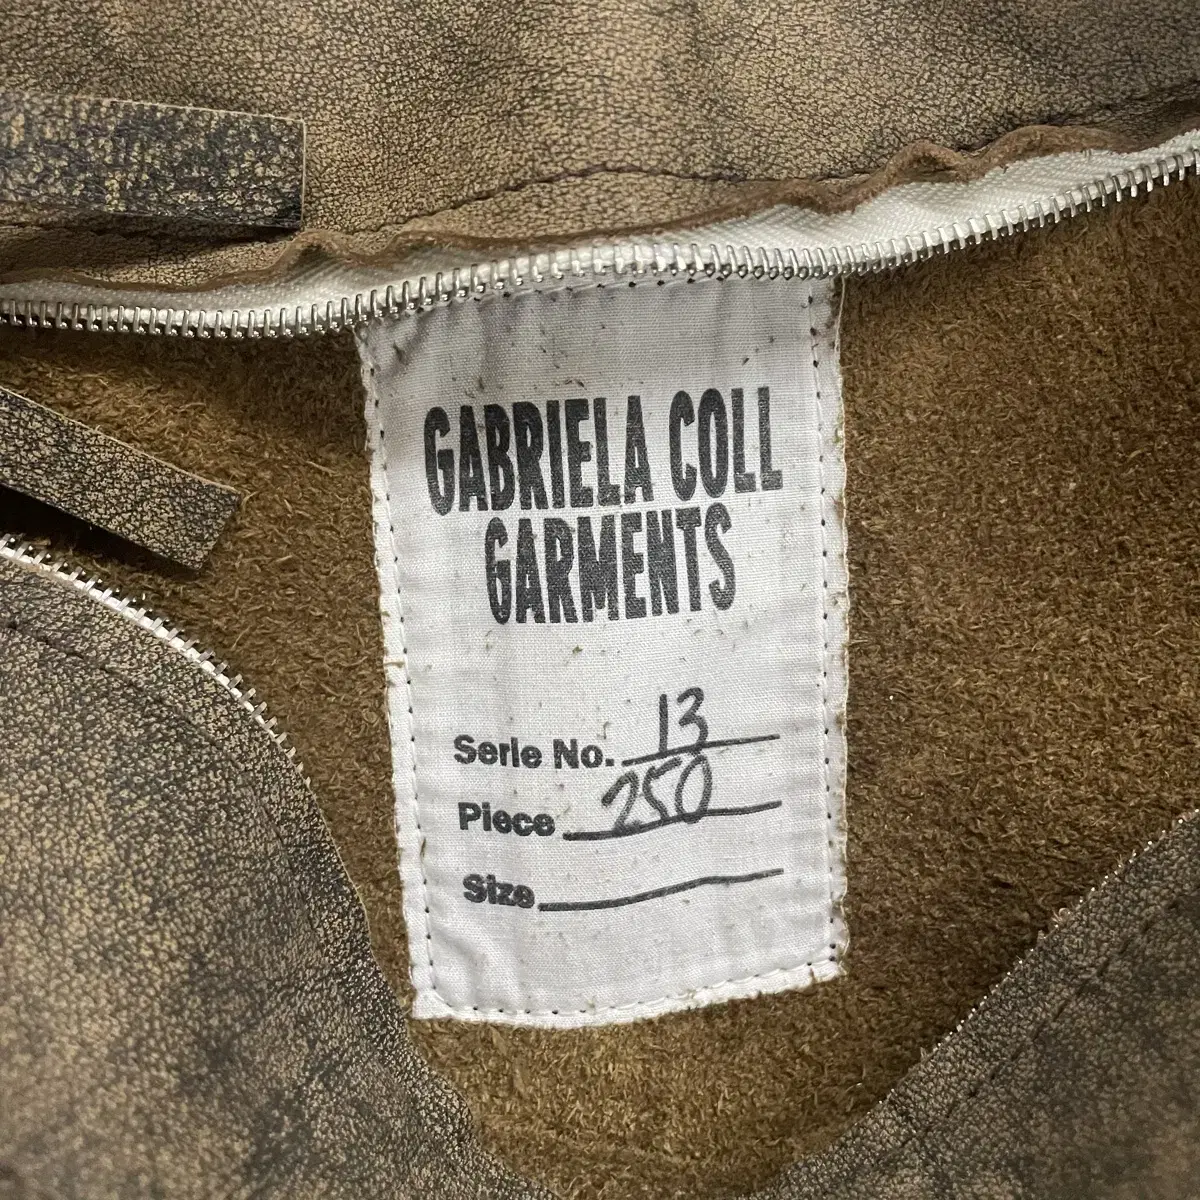 GABRIELA COLL
GARMENTS
Serie No. 13
Piece 250
Size